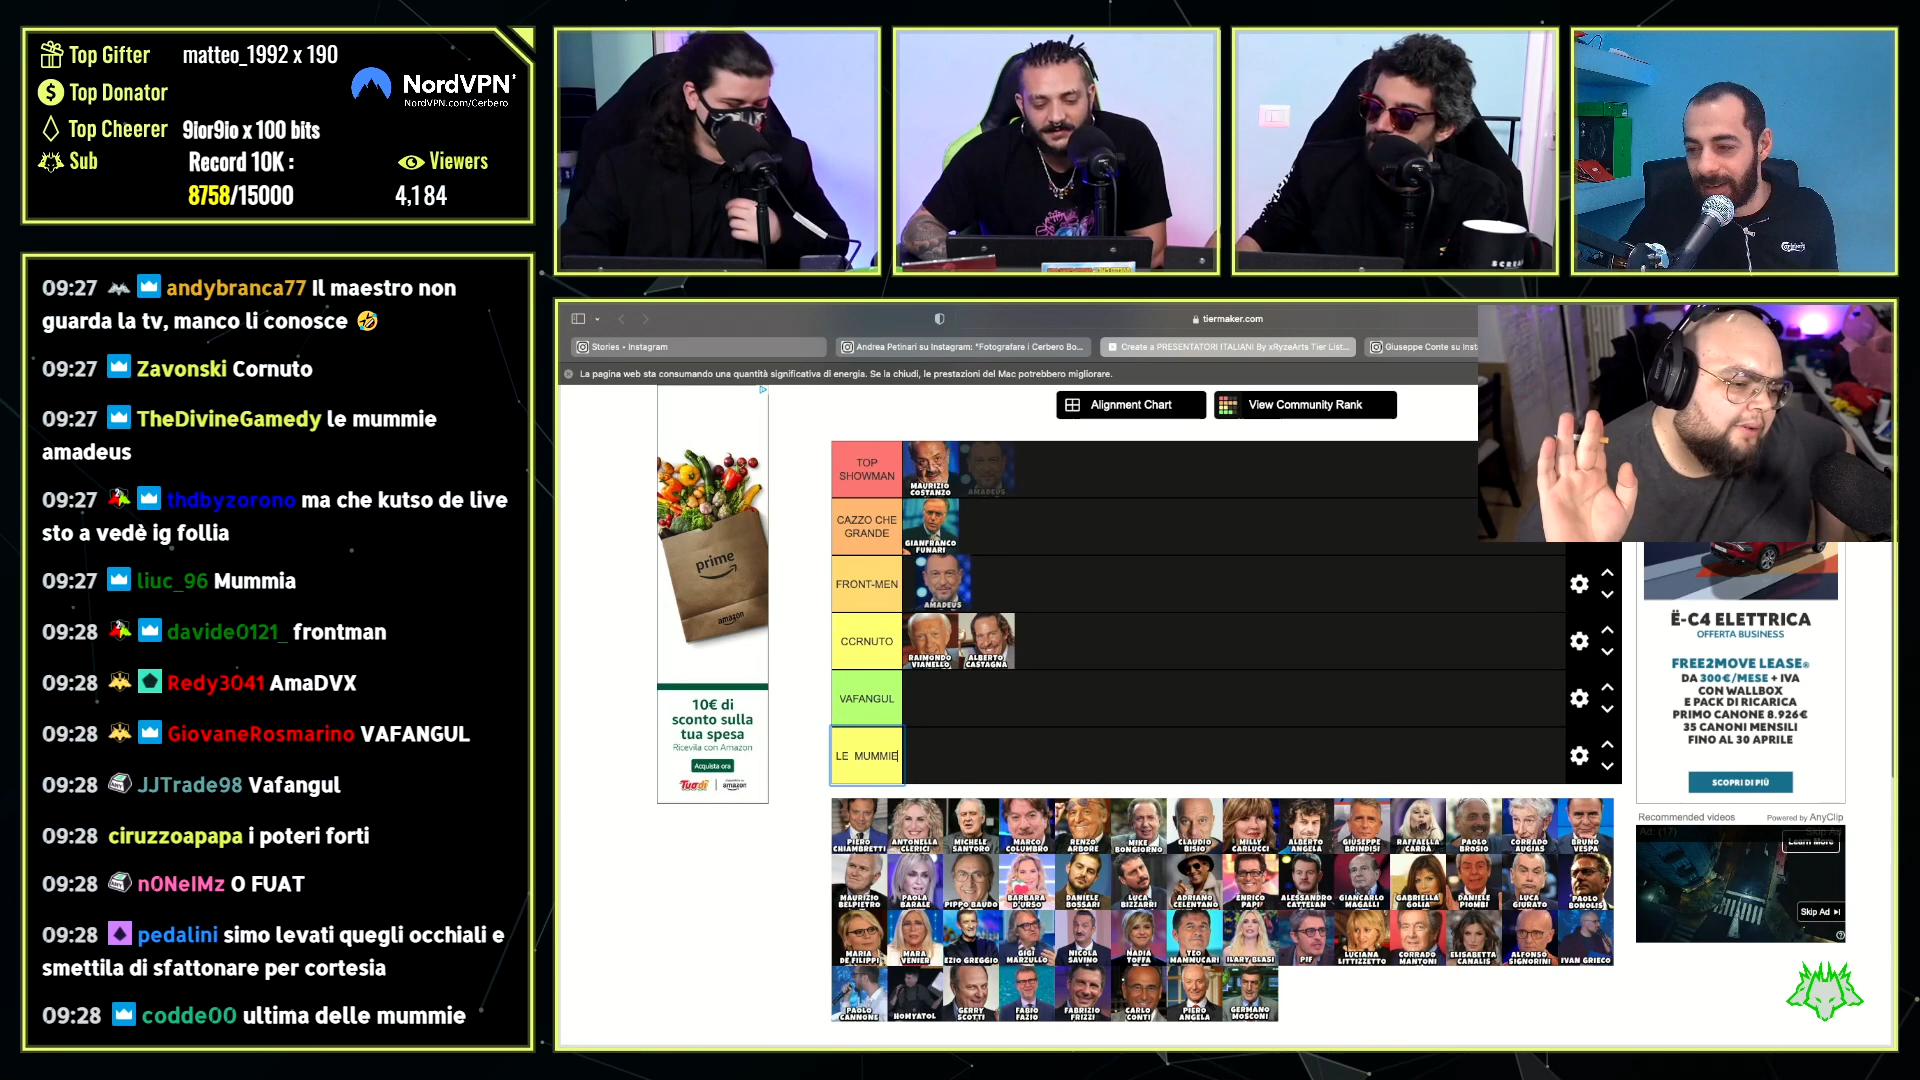 Top Gifter matteo_1992 x 190
Top Donator
Top Cheerer 9lor9lo x 100 bits
Sub Record 10K : Viewers
8758/15000 4,184
NordVPN
NordVPN.com/Cerbero
09:27 andybranca77 Il maestro non
guarda la tv, manco li conosce 🤣
09:27 Zavonski Cornuto
09:27 TheDivineGamedy le mummie
amadeus
09:27 thdbyzorono ma che kutso de live
sto a vedè ig follia
09:27 liuc_96 Mummia
09:28 davide0121_ frontman
09:28 Redy3041 AmaDVX
09:28 GiovaneRosmarino VAFANGUL
09:28 JJTrade98 Vafangul
09:28 ciruzzoapapa i poteri forti
09:28 n0NeIMz O FUAT
09:28 pedalini simo levati quegli occhiali e
smettila di sfattonare per cortesia
09:28 codde00 ultima delle mummie
tiermaker.com
Stories • Instagram
Andrea Petinari su Instagram: "Fotografare i Cerbero Bo...
Create a PRESENTATORI ITALIANI By xRyzeArts Tier List...
Giuseppe Conte su Inst
La pagina web sta consumando una quantità significativa di energia. Se la chiudi, le prestazioni del Mac potrebbero migliorare.
Alignment Chart
View Community Rank
TOP
SHOWMAN
MAURIZIO
COSTANZO
AMADEUS
CAZZO CHE
GRANDE
GIANFRANCO
FUNARI
FRONT-MEN
AMADEUS
CCRNUTO
RAIMONDO
VIANELLO
ALBERTO
CASTAGNA
VAFANGUL
LE MUMMIE
PIERO
CHIAMBRETTI
ANTONELLA
CLERICI
MICHELE
SANTORO
MARCO
COLUMBRO
RENZO
ARBORE
MIKE
BONGIORNO
CLAUDIO
BISIO
MILLY
CARLUCCI
ALBERTO
ANGELA
GIUSEPPE
BRINDISI
RAFFAELLA
CARRA
PAOLO
BROSIO
CORRADO
AUGIAS
BRUNO
VESPA
MAURIZIO
BELPIETRO
PAOLA
BARALE
PIPPO BAUDO
BARBARA
D'URSO
DANIELE
BOSSARI
LUCA
BIZZARRI
ADRIANO
CELENTANO
ENRICO
PAPI
ALESSANDRO
CATTELAN
GIANCARLO
MAGALLI
GABRIELLA
GOLIA
DANIELE
PIOMBI
LUCA
GIURATO
PAOLO
BONOLIS
MARIA
DE FILIPPI
MARA
VENIER
EZIO GREGGIO
GIGI
MARZULLO
NICOLA
SAVINO
NADIA
TOFFA
TEO
MAMMUCARI
ILARY BLASI
PIF
LUCIANA
LITTIZZETTO
CORRADO
MANTONI
ELISABETTA
CANALIS
ALFONSO
SIGNORINI
IVAN GRIECO
PAOLO
CANNONE
HOMYATOL
GERRY
SCOTTI
FABIO
FAZIO
FABRIZIO
FRIZZI
CARLO
CONTI
PIERO
ANGELA
GERMANO
MOSCONI
prime
amazon
10€ di
sconto sulla
tua spesa
Ricevila con Amazon
Acquista ora
Tuodì amazon
Ë-C4 ELETTRICA
OFFERTA BUSINESS
FREE2MOVE LEASE®
DA 300€/MESE + IVA
CON WALLBOX
E PACK DI RICARICA
PRIMO CANONE 8.926€
35 CANONI MENSILI
FINO AL 30 APRILE
SCOPRI DI PIÙ
Recommended videos Powered by AnyClip
Ad: (17)
Learn More
Skip Ad